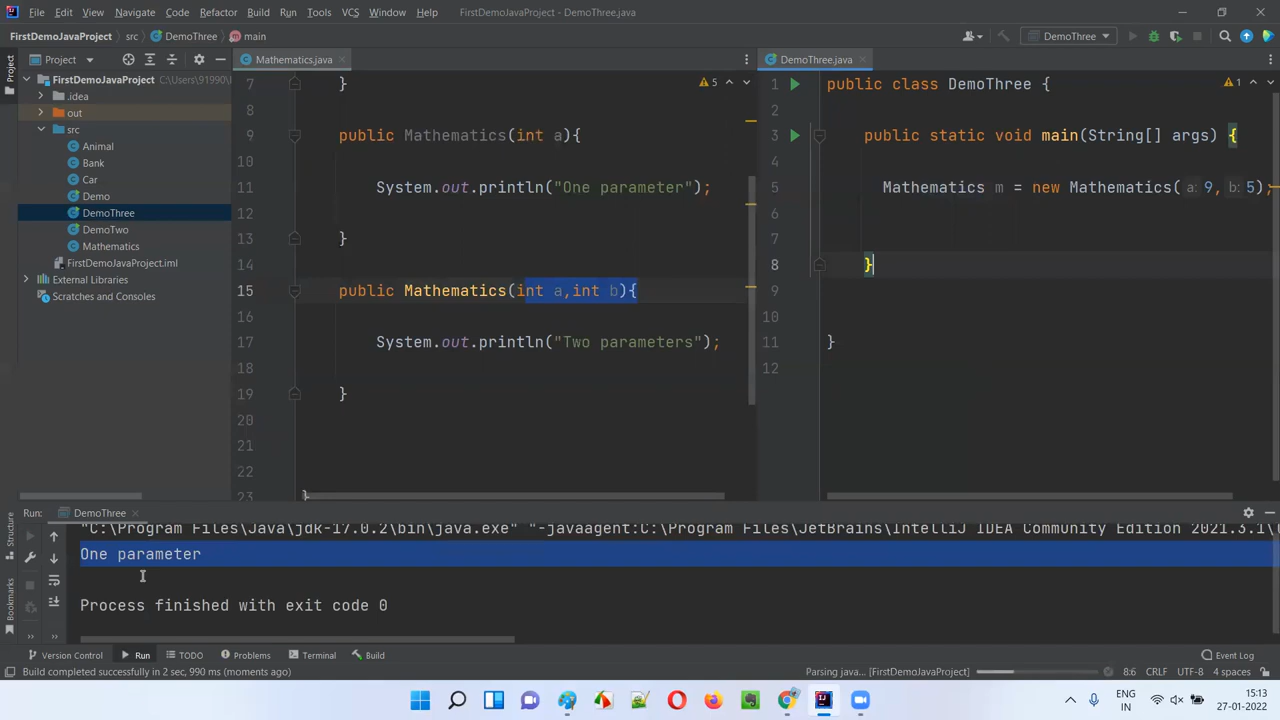 File Edit View Navigate Code Refactor Build Run Tools VCS Window Help FirstDemoJavaProject - DemoThree.java
FirstDemoJavaProject src DemoThree main DemoThree
Project Project Mathematics.java DemoThree.java
FirstDemoJavaProject C:\Users\91990\
.idea
out
src
Animal
Bank
Car
Demo
DemoThree
DemoTwo
Mathematics
FirstDemoJavaProject.iml
External Libraries
Scratches and Consoles
5
7 }
8
9 public Mathematics(int a){
10
11 System.out.println("One parameter");
12
13 }
14
15 public Mathematics(int a,int b){
16
17 System.out.println("Two parameters");
18
19 }
20
21
22
23 }
1
1 public class DemoThree {
2
3 public static void main(String[] args) {
4
5 Mathematics m = new Mathematics( a: 9, b: 5);
6
7
8 }
9
10
11 }
12
Run: DemoThree
"C:\Program Files\Java\jdk-17.0.2\bin\java.exe" "-javaagent:C:\Program Files\JetBrains\IntelliJ IDEA Community Edition 2021.3.1\
One parameter
Process finished with exit code 0
Structure
Bookmarks
Version Control Run TODO Problems Terminal Build Event Log
Build completed successfully in 2 sec, 990 ms (moments ago) Parsing java... [FirstDemoJavaProject] 8:6 CRLF UTF-8 4 spaces
ENG
IN
15:13
27-01-2022